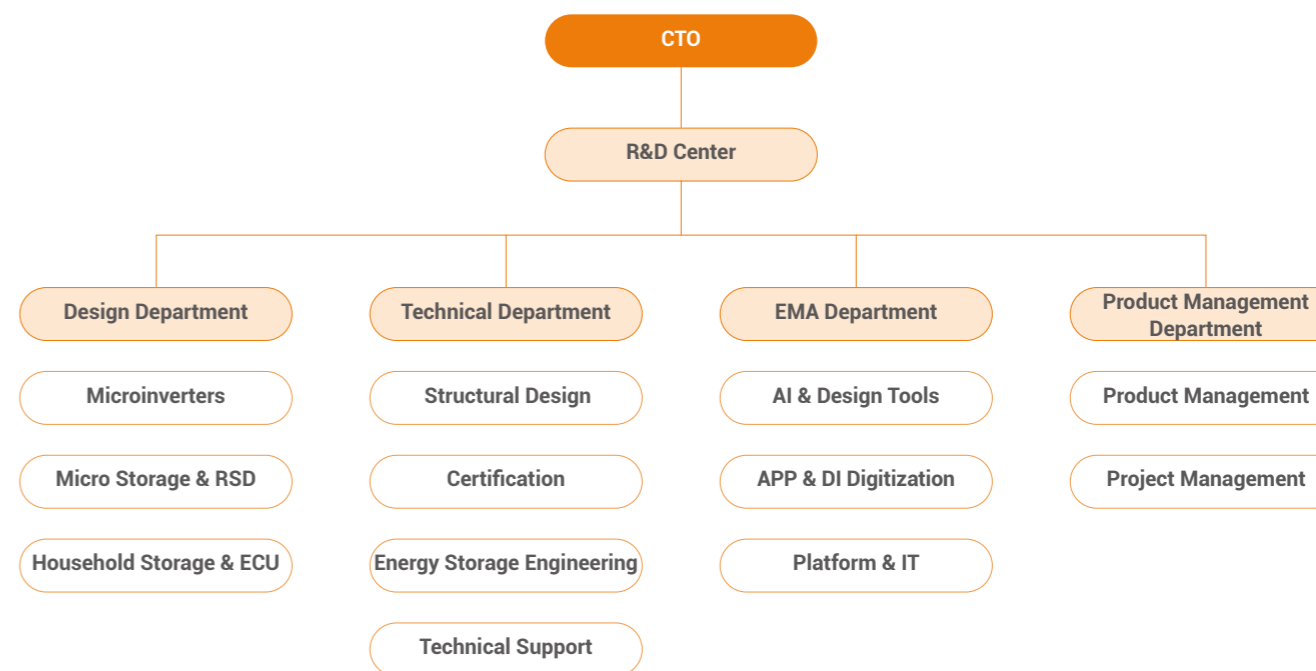 CTO
R&D Center
Design Department
Technical Department
EMA Department
Product Management
Department
Microinverters
Structural Design
AI & Design Tools
Product Management
Micro Storage & RSD
Certification
APP & DI Digitization
Project Management
Household Storage & ECU
Energy Storage Engineering
Platform & IT
Technical Support